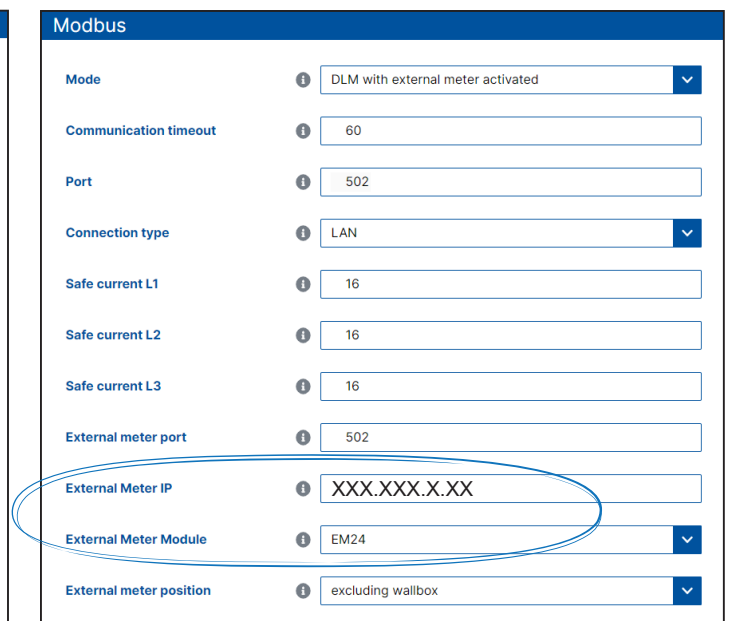 Modbus
Mode DLM with external meter activated
Communication timeout 60
Port 502
Connection type LAN
Safe current L1 16
Safe current L2 16
Safe current L3 16
External meter port 502
External Meter IP XXX.XXX.X.XX
External Meter Module EM24
External meter position excluding wallbox